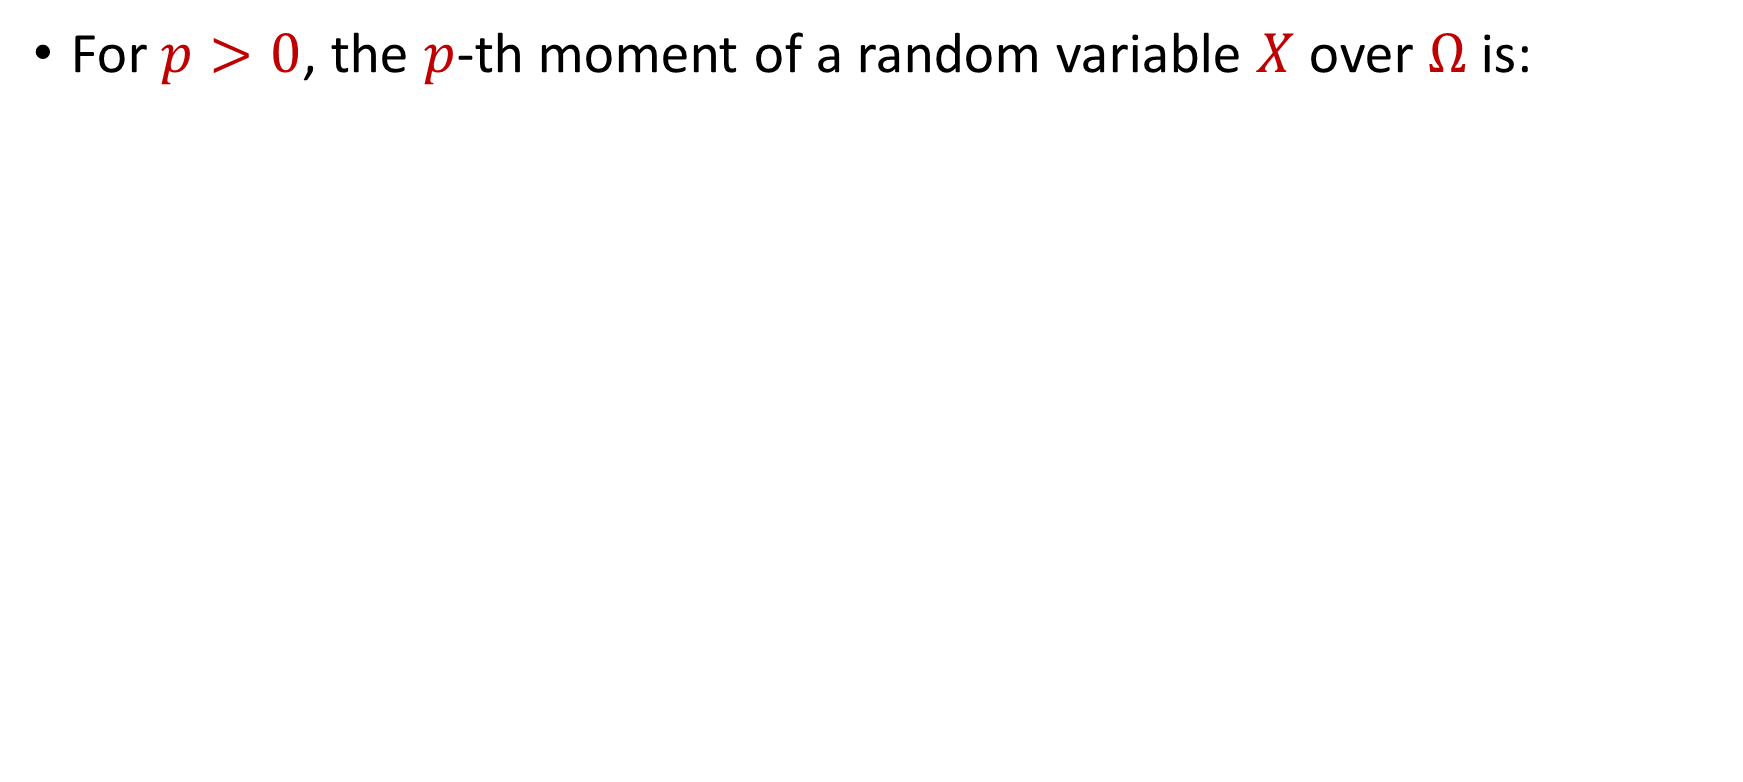 • For p > 0, the p-th moment of a random variable X over Ω is: